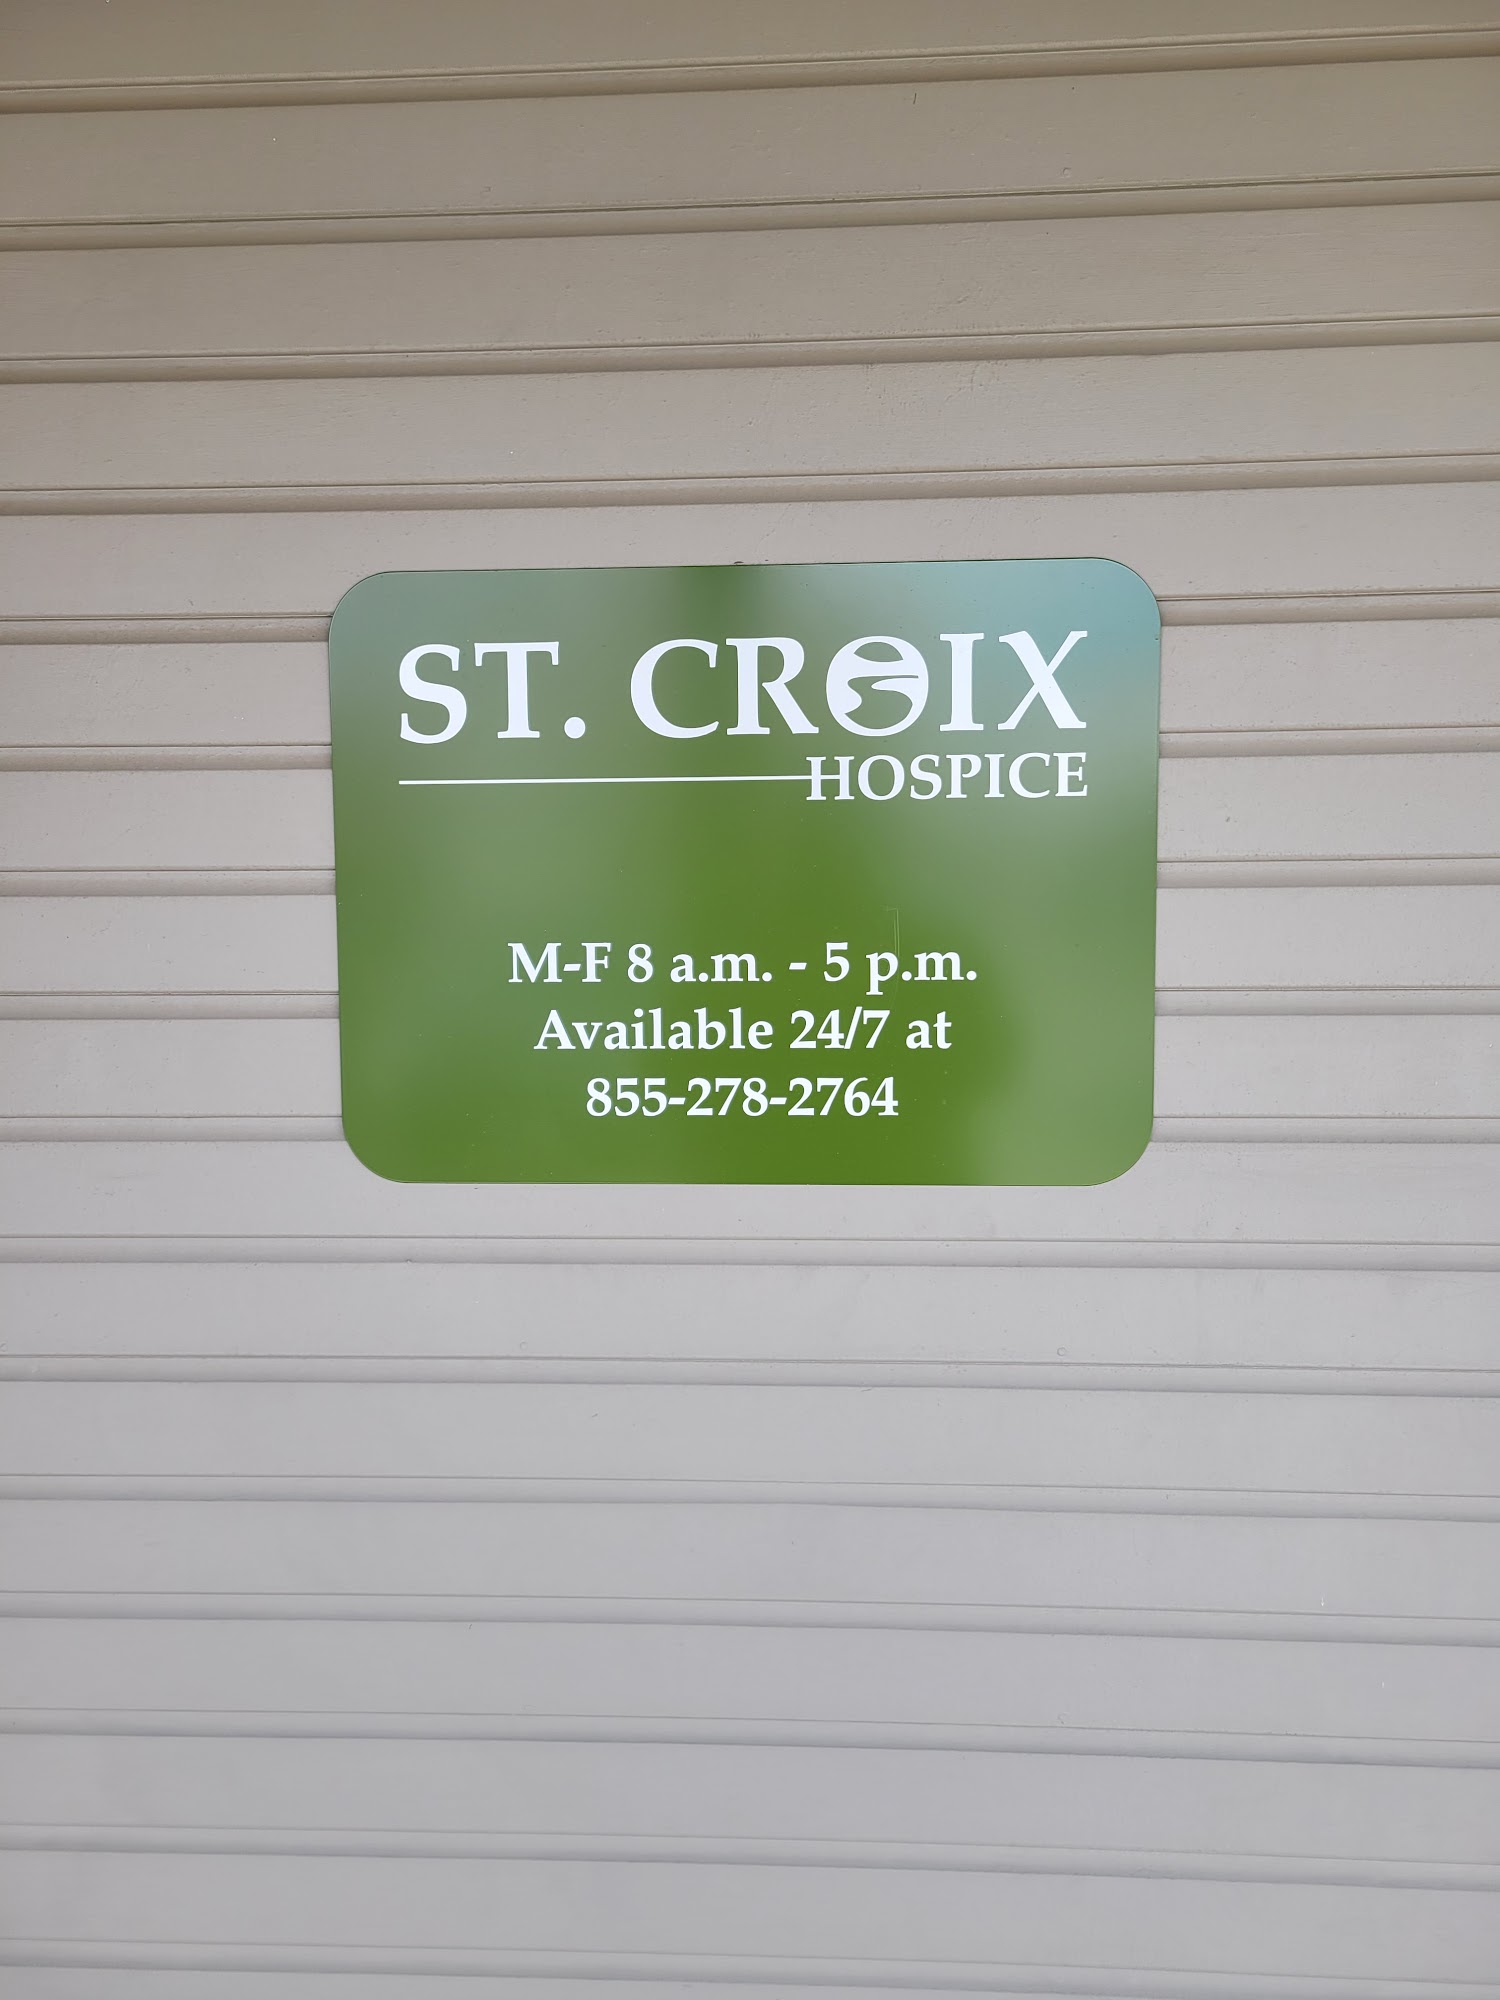 ST. CROIX
HOSPICE
M-F 8 a.m. - 5 p.m.
Available 24/7 at
855-278-2764